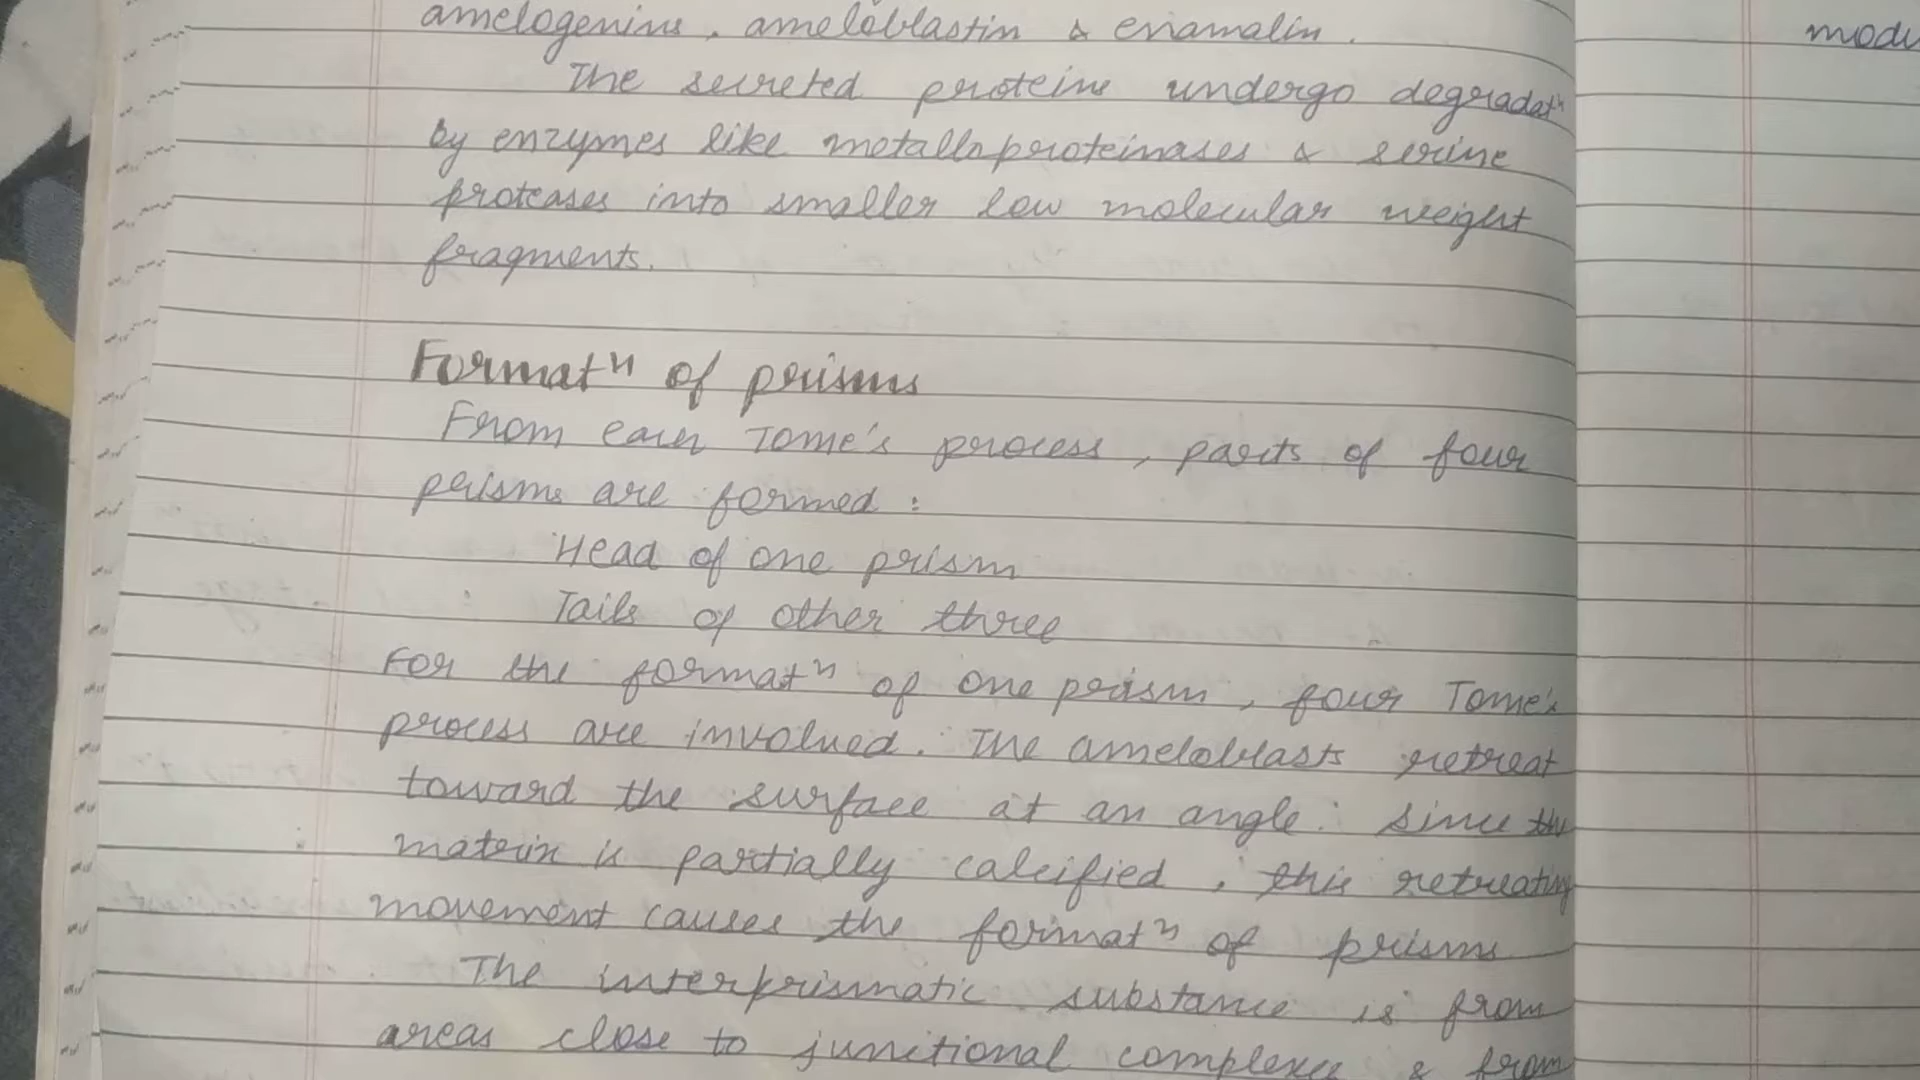 amelogenins, ameloblastin & enamalin.
The secreted proteins undergo degradatⁿ
by enzymes like metalloproteinases & serine
proteases into smaller low molecular weight
fragments.
Formatⁿ of prisms
From each Tome's process, parts of four
prisms are formed :
Head of one prism
Tails of other three
For the formatⁿ of one prism, four Tome's
process are involved. The ameloblasts retreat
toward the surface at an angle. Since the
matrix is partially calcified, this retreating
movement causes the formatⁿ of prisms
The interprismatic substance is from
areas close to junctional complexes & from